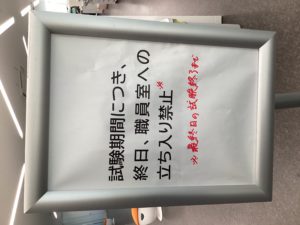 試験期間につき、
終日、職員室への
立ち入り禁止※
※最終日の試験終了まで